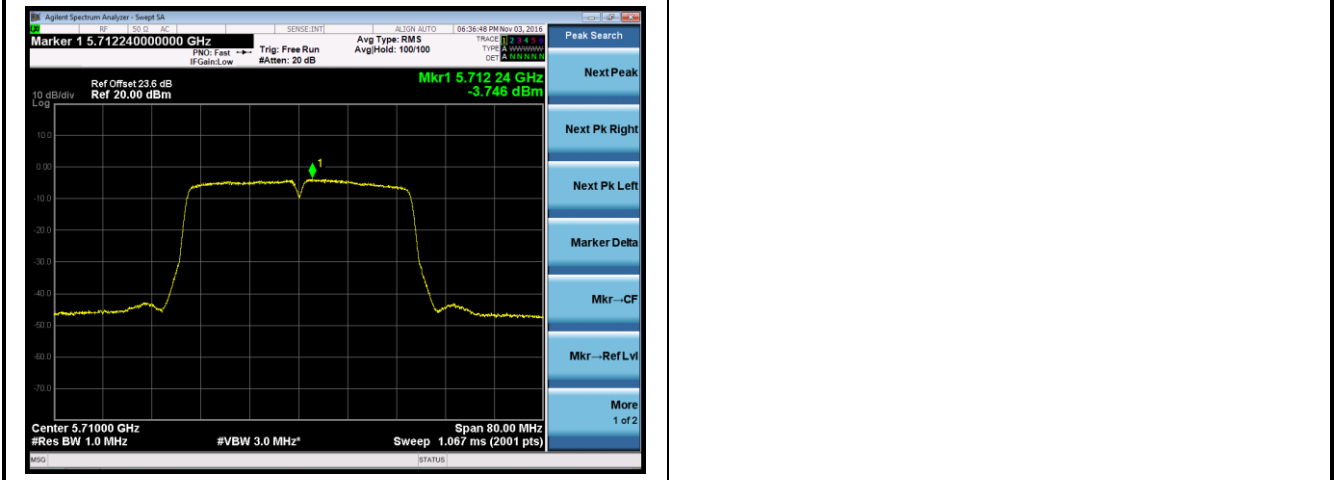 Agilent Spectrum Analyzer - Swept SA
RF 50 Ω AC SENSE:INT ALIGN AUTO 06:36:48 PM Nov 03, 2016
Marker 1 5.712240000000 GHz
PNO: Fast
IFGain:Low
Trig: Free Run
#Atten: 20 dB
Avg Type: RMS
Avg|Hold: 100/100
TRACE 1 2 3 4 5 6
TYPE A WWWWW
DET A N N N N N
Mkr1 5.712 24 GHz
-3.746 dBm
Ref Offset 23.6 dB
10 dB/div Ref 20.00 dBm
Log
10.0
0.00
-10.0
-20.0
-30.0
-40.0
-50.0
-60.0
-70.0
1
Center 5.71000 GHz Span 80.00 MHz
#Res BW 1.0 MHz #VBW 3.0 MHz* Sweep 1.067 ms (2001 pts)
MSG STATUS
Peak Search
Next Peak
Next Pk Right
Next Pk Left
Marker Delta
Mkr→CF
Mkr→Ref Lvl
More
1 of 2